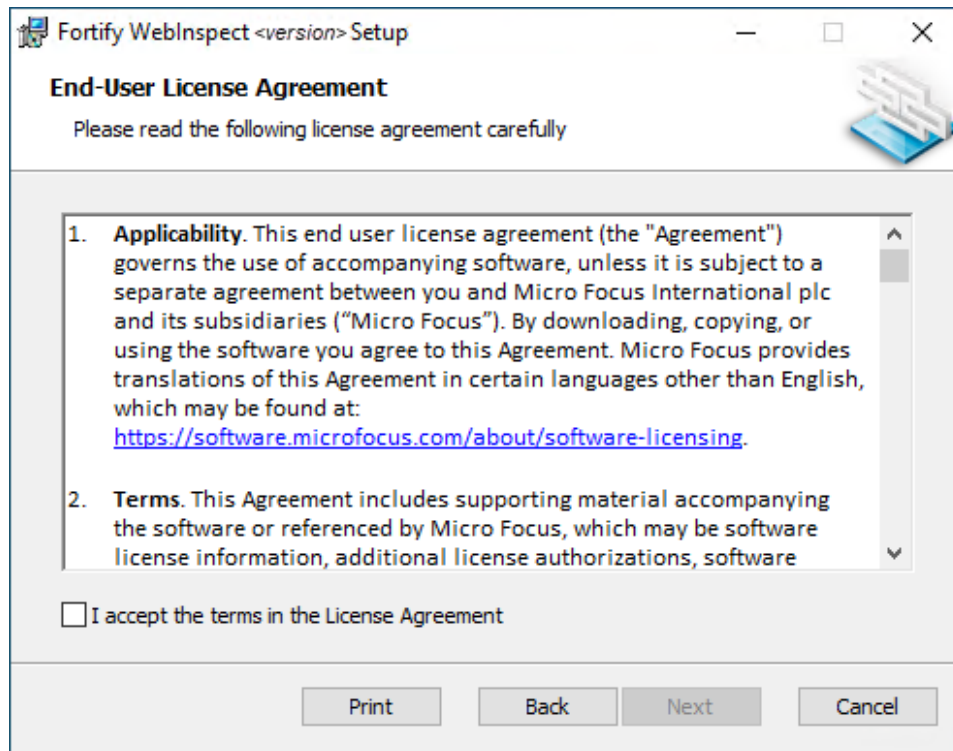 Fortify WebInspect <version> Setup
End-User License Agreement
Please read the following license agreement carefully
1. Applicability. This end user license agreement (the "Agreement")
governs the use of accompanying software, unless it is subject to a
separate agreement between you and Micro Focus International plc
and its subsidiaries (“Micro Focus”). By downloading, copying, or
using the software you agree to this Agreement. Micro Focus provides
translations of this Agreement in certain languages other than English,
which may be found at:
https://software.microfocus.com/about/software-licensing.
2. Terms. This Agreement includes supporting material accompanying
the software or referenced by Micro Focus, which may be software
license information, additional license authorizations, software
I accept the terms in the License Agreement
Print Back Next Cancel